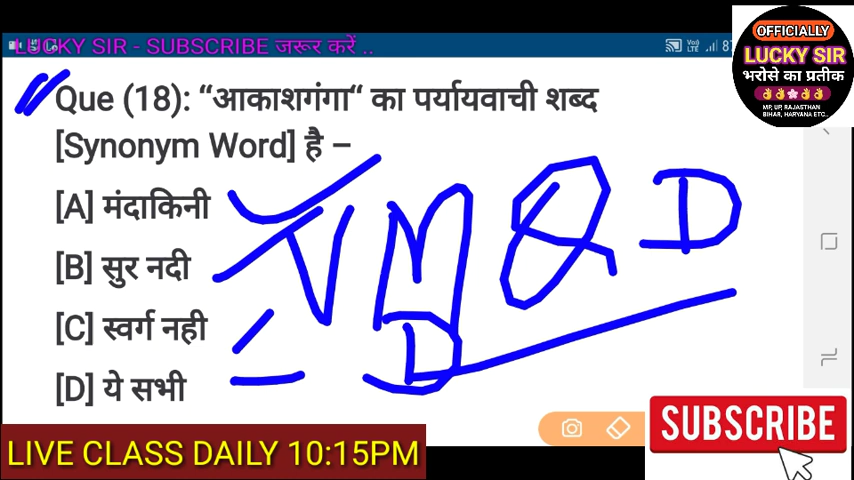 LUCKY SIR - SUBSCRIBE जरूर करें ..
OFFICIALLY
LUCKY SIR
भरोसे का प्रतीक
MP, UP, RAJASTHAN
BIHAR, HARYANA ETC..
Que (18): “आकाशगंगा“ का पर्यायवाची शब्द
[Synonym Word] है –
[A] मंदाकिनी
[B] सुर नदी
[C] स्वर्ग नही
[D] ये सभी
V M Q D
D
SUBSCRIBE
LIVE CLASS DAILY 10:15PM